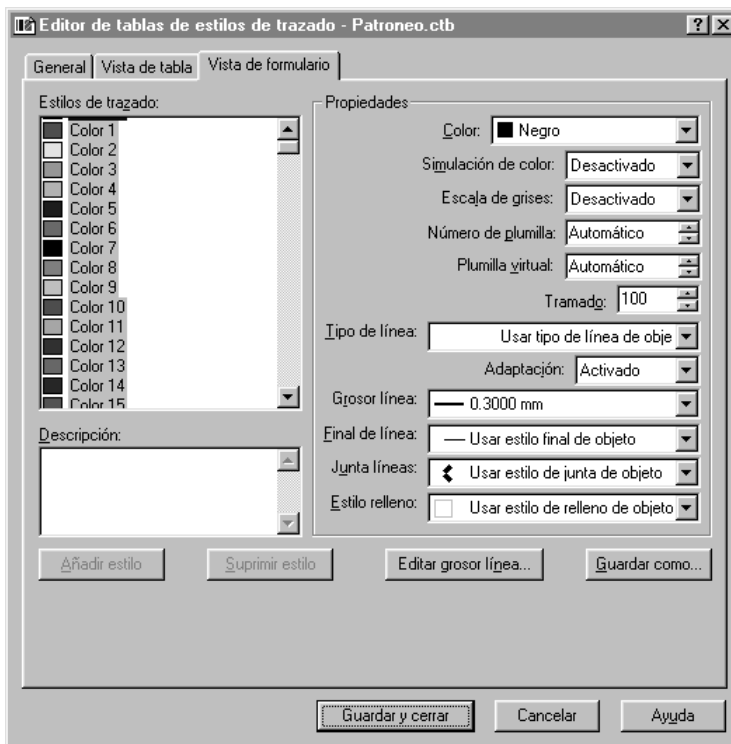 Editor de tablas de estilos de trazado - Patroneo.ctb
General
Vista de tabla
Vista de formulario
Estilos de trazado:
Color 1
Color 2
Color 3
Color 4
Color 5
Color 6
Color 7
Color 8
Color 9
Color 10
Color 11
Color 12
Color 13
Color 14
Color 15
Descripción:
Propiedades
Color: Negro
Simulación de color: Desactivado
Escala de grises: Desactivado
Número de plumilla: Automático
Plumilla virtual: Automático
Tramado: 100
Tipo de línea: Usar tipo de línea de obje
Adaptación: Activado
Grosor línea: 0.3000 mm
Final de línea: Usar estilo final de objeto
Junta líneas: Usar estilo de junta de objeto
Estilo relleno: Usar estilo de relleno de objeto
Añadir estilo
Suprimir estilo
Editar grosor línea...
Guardar como...
Guardar y cerrar
Cancelar
Ayuda